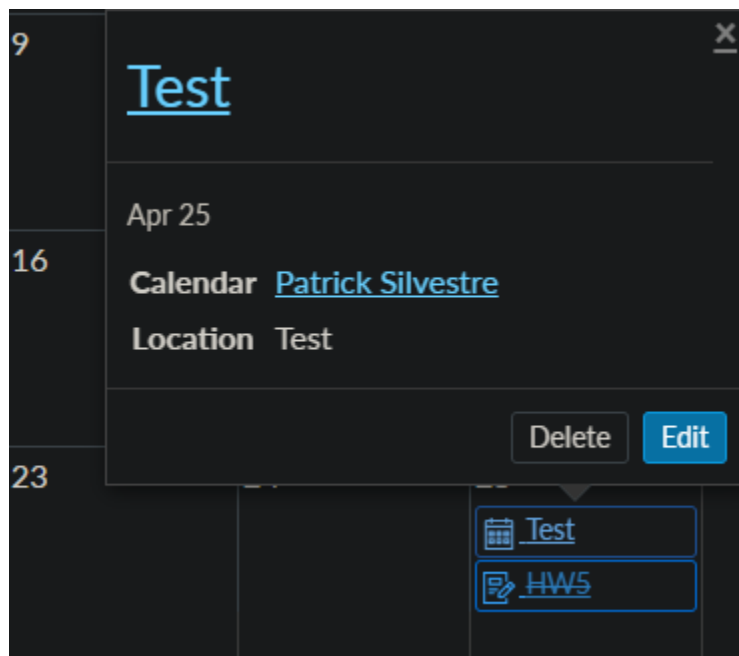 9
×
Test
Apr 25
16
Calendar Patrick Silvestre
Location Test
Delete Edit
23
Test
HW5